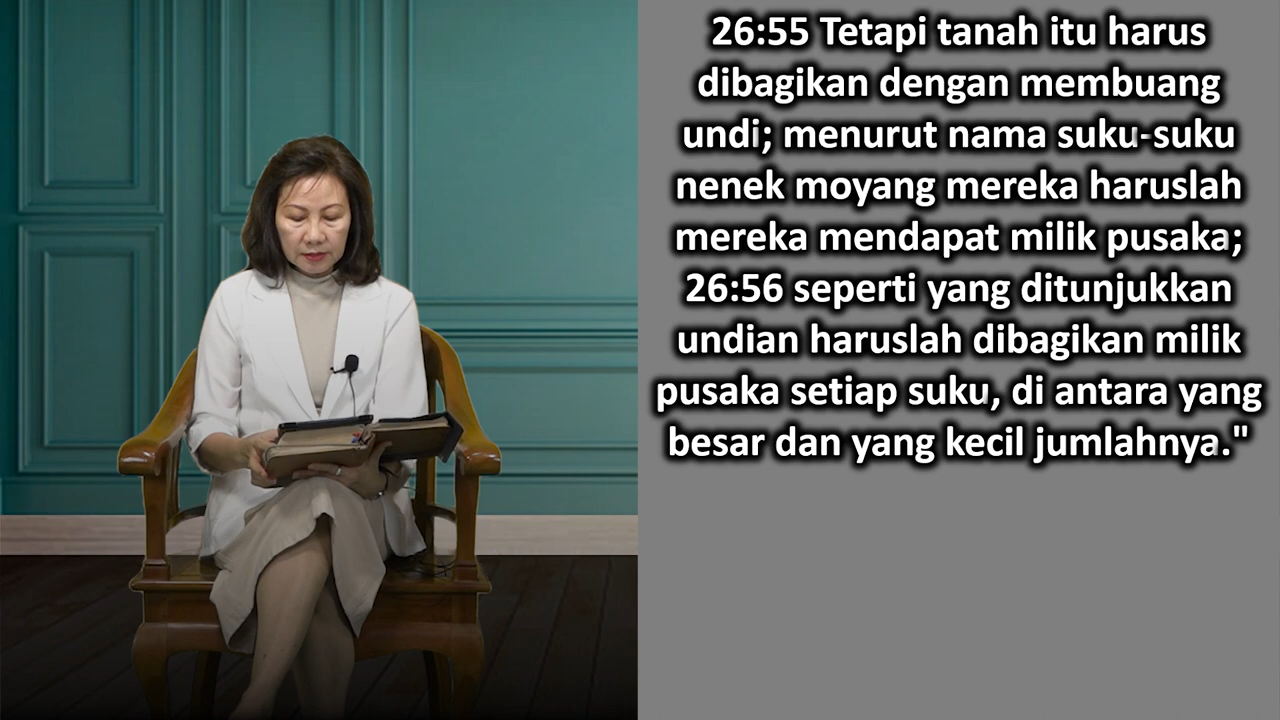 26:55 Tetapi tanah itu harus
dibagikan dengan membuang
undi; menurut nama suku-suku
nenek moyang mereka haruslah
mereka mendapat milik pusaka;
26:56 seperti yang ditunjukkan
undian haruslah dibagikan milik
pusaka setiap suku, di antara yang
besar dan yang kecil jumlahnya."